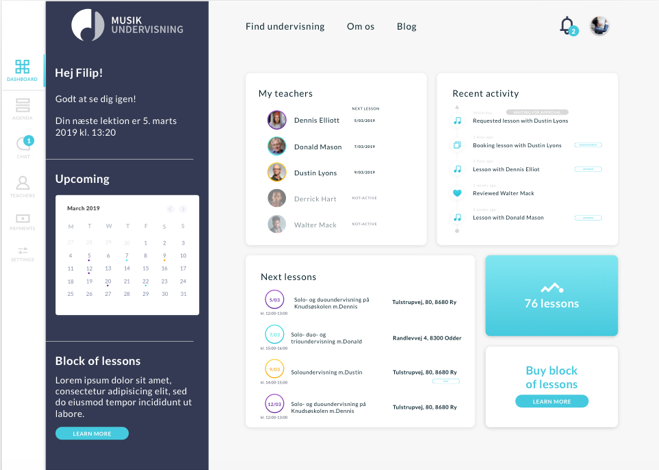 MUSIK
UNDERVISNING
Find undervisning
Om os
Blog
2
DASHBOARD
AGENDA
1
CHAT
TEACHERS
PAYMENTS
SETTINGS
Hej Filip!
Godt at se dig igen!
Din næste lektion er 5. marts
2019 kl. 13:20
Upcoming
March 2019
M T W T F S S
27 28 29 30 1 2 3
4 5 6 7 8 9 10
11 12 13 14 15 16 17
18 19 20 21 22 23 24
25 26 27 28 29 30 31
Block of lessons
Lorem ipsum dolor sit amet,
consectetur adipisicing elit, sed
do eiusmod tempor incididunt ut
labore.
LEARN MORE
My teachers
NEXT LESSON
Dennis Elliott 5/03/2019
Donald Mason 7/03/2019
Dustin Lyons 9/03/2019
Derrick Hart NOT-ACTIVE
Walter Mack NOT-ACTIVE
Recent activity
Requested lesson with Dustin Lyons
Booking lesson with Dustin Lyons
Lesson with Dennis Elliot
Reviewed Walter Mack
Lesson with Donald Mason
Next lessons
5/03
Solo- og duoundervisning på
Knudsøskolen m.Dennis
Tulstrupvej, 80, 8680 Ry
kl. 12:00-13:00
7/03
Solo- duo- og
trioundervisning m.Donald
Randlevvej 4, 8300 Odder
kl. 15:00-16:00
9/03
Soloundervisning m.Dustin
Tulstrupvej, 80, 8680 Ry
kl. 14:00-15:00
12/03
Solo- og duoundervisning på
Knudsøskolen m.Dennis
Tulstrupvej, 80, 8680 Ry
kl. 12:00-13:00
76 lessons
Buy block
of lessons
LEARN MORE